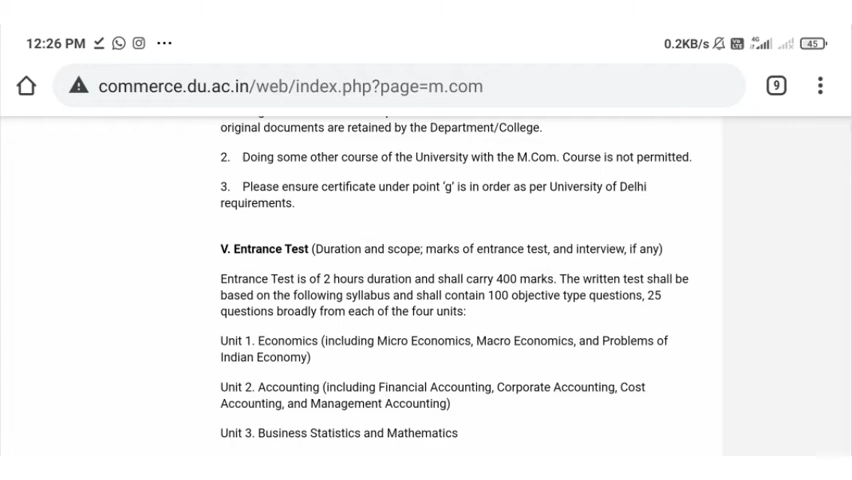 12:26 PM
0.2KB/s Vo LTE 4G 45
commerce.du.ac.in/web/index.php?page=m.com 9
original documents are retained by the Department/College.
2. Doing some other course of the University with the M.Com. Course is not permitted.
3. Please ensure certificate under point 'g' is in order as per University of Delhi
requirements.
V. Entrance Test (Duration and scope; marks of entrance test, and interview, if any)
Entrance Test is of 2 hours duration and shall carry 400 marks. The written test shall be
based on the following syllabus and shall contain 100 objective type questions, 25
questions broadly from each of the four units:
Unit 1. Economics (including Micro Economics, Macro Economics, and Problems of
Indian Economy)
Unit 2. Accounting (including Financial Accounting, Corporate Accounting, Cost
Accounting, and Management Accounting)
Unit 3. Business Statistics and Mathematics